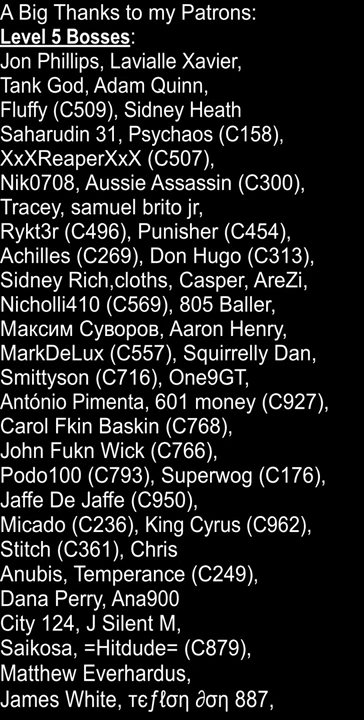 A Big Thanks to my Patrons:
Level 5 Bosses:
Jon Phillips, Lavialle Xavier,
Tank God, Adam Quinn,
Fluffy (C509), Sidney Heath
Saharudin 31, Psychaos (C158),
XxXReaperXxX (C507),
Nik0708, Aussie Assassin (C300),
Tracey, samuel brito jr,
Rykt3r (C496), Punisher (C454),
Achilles (C269), Don Hugo (C313),
Sidney Rich,cloths, Casper, AreZi,
Nicholli410 (C569), 805 Baller,
Максим Суворов, Aaron Henry,
MarkDeLux (C557), Squirrelly Dan,
Smittyson (C716), One9GT,
António Pimenta, 601 money (C927),
Carol Fkin Baskin (C768),
John Fukn Wick (C766),
Podo100 (C793), Superwog (C176),
Jaffe De Jaffe (C950),
Micado (C236), King Cyrus (C962),
Stitch (C361), Chris
Anubis, Temperance (C249),
Dana Perry, Ana900
City 124, J Silent M,
Saikosa, =Hitdude= (C879),
Matthew Everhardus,
James White, тєƒℓση ∂ση 887,